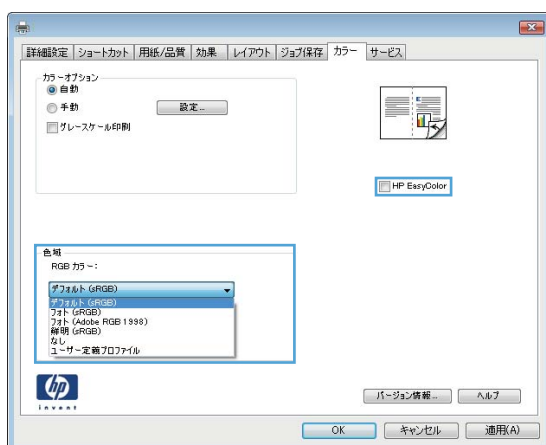 詳細設定 ショートカット 用紙/品質 効果 レイアウト ジョブ保存 カラー サービス
カラーオプション
自動
手動 設定...
グレースケール印刷
HP EasyColor
色域
RGB カラー:
デフォルト (sRGB)
デフォルト (sRGB)
フォト (sRGB)
フォト (Adobe RGB 1998)
鮮明 (sRGB)
なし
ユーザー定義プロファイル
hp
invent
バージョン情報... ヘルプ
OK キャンセル 適用(A)